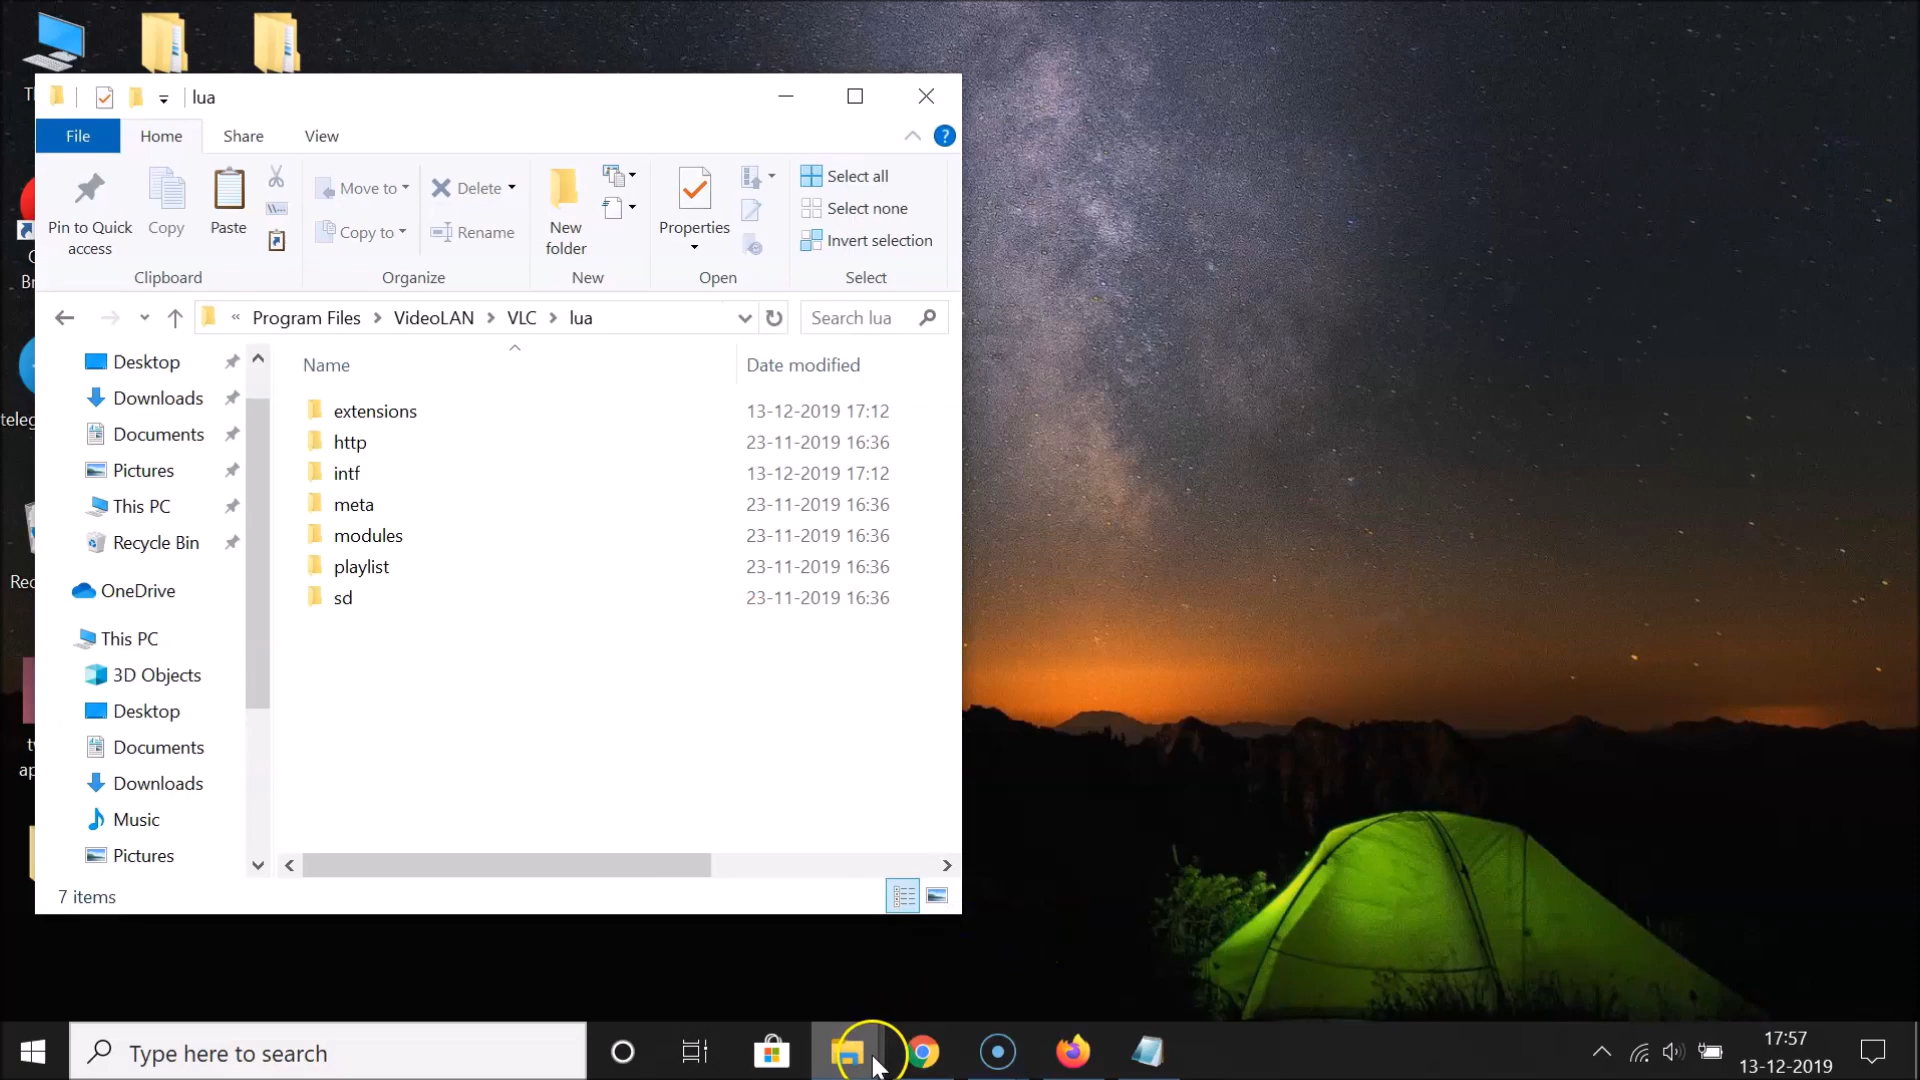 lua
File
Home
Share
View
Pin to Quick access
Copy
Paste
Move to
Copy to
Delete
Rename
New folder
Properties
Select all
Select none
Invert selection
Clipboard
Organize
New
Open
Select
« Program Files > VideoLAN > VLC > lua
Search lua
Desktop
Downloads
Documents
Pictures
This PC
Recycle Bin
OneDrive
This PC
3D Objects
Desktop
Documents
Downloads
Music
Pictures
Name Date modified
extensions 13-12-2019 17:12
http 23-11-2019 16:36
intf 13-12-2019 17:12
meta 23-11-2019 16:36
modules 23-11-2019 16:36
playlist 23-11-2019 16:36
sd 23-11-2019 16:36
7 items
Type here to search
17:57
13-12-2019